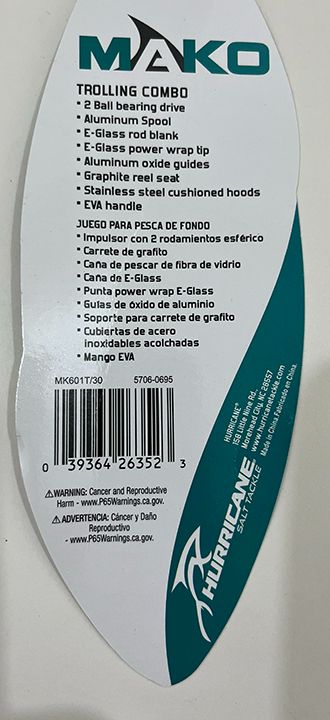 MAKO
TROLLING COMBO
* 2 Ball bearing drive
* Aluminum Spool
* E-Glass rod blank
* E-Glass power wrap tip
* Aluminum oxide guides
* Graphite reel seat
* Stainless steel cushioned hoods
* EVA handle
JUEGO PARA PESCA DE FONDO
* Impulsor con 2 rodamientos esférico
* Carrete de grafito
* Caña de pescar de fibra de vidrio
* Caña de E-Glass
* Punta power wrap E-Glass
* Guías de óxido de aluminio
* Soporte para carrete de grafito
* Cubiertas de acero
inoxidables acolchadas
* Mango EVA
MK601T/30 5706-0695
0 39364 26352 3
⚠WARNING: Cancer and Reproductive
Harm - www.P65Warnings.ca.gov.
⚠ADVERTENCIA: Cáncer y Daño
Reproductivo
- www.P65Warnings.ca.gov.
HURRICANE®
158 Little Nine Rd.,
Morehead City, NC 28557
www.hurricanetackle.com
Made in China Fabricado en China.
HURRICANE
SALT TACKLE